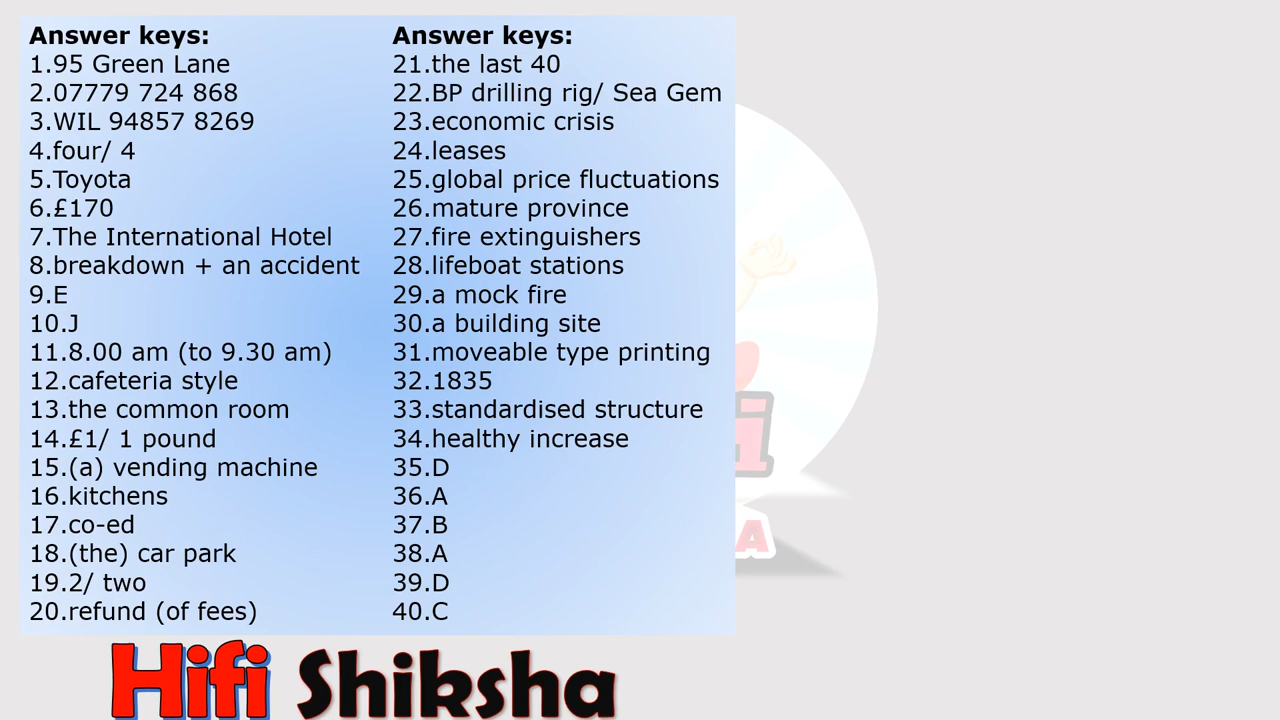 Answer keys:
1.95 Green Lane
2.07779 724 868
3.WIL 94857 8269
4.four/ 4
5.Toyota
6.£170
7.The International Hotel
8.breakdown + an accident
9.E
10.J
11.8.00 am (to 9.30 am)
12.cafeteria style
13.the common room
14.£1/ 1 pound
15.(a) vending machine
16.kitchens
17.co-ed
18.(the) car park
19.2/ two
20.refund (of fees)
Answer keys:
21.the last 40
22.BP drilling rig/ Sea Gem
23.economic crisis
24.leases
25.global price fluctuations
26.mature province
27.fire extinguishers
28.lifeboat stations
29.a mock fire
30.a building site
31.moveable type printing
32.1835
33.standardised structure
34.healthy increase
35.D
36.A
37.B
38.A
39.D
40.C
Hifi Shiksha